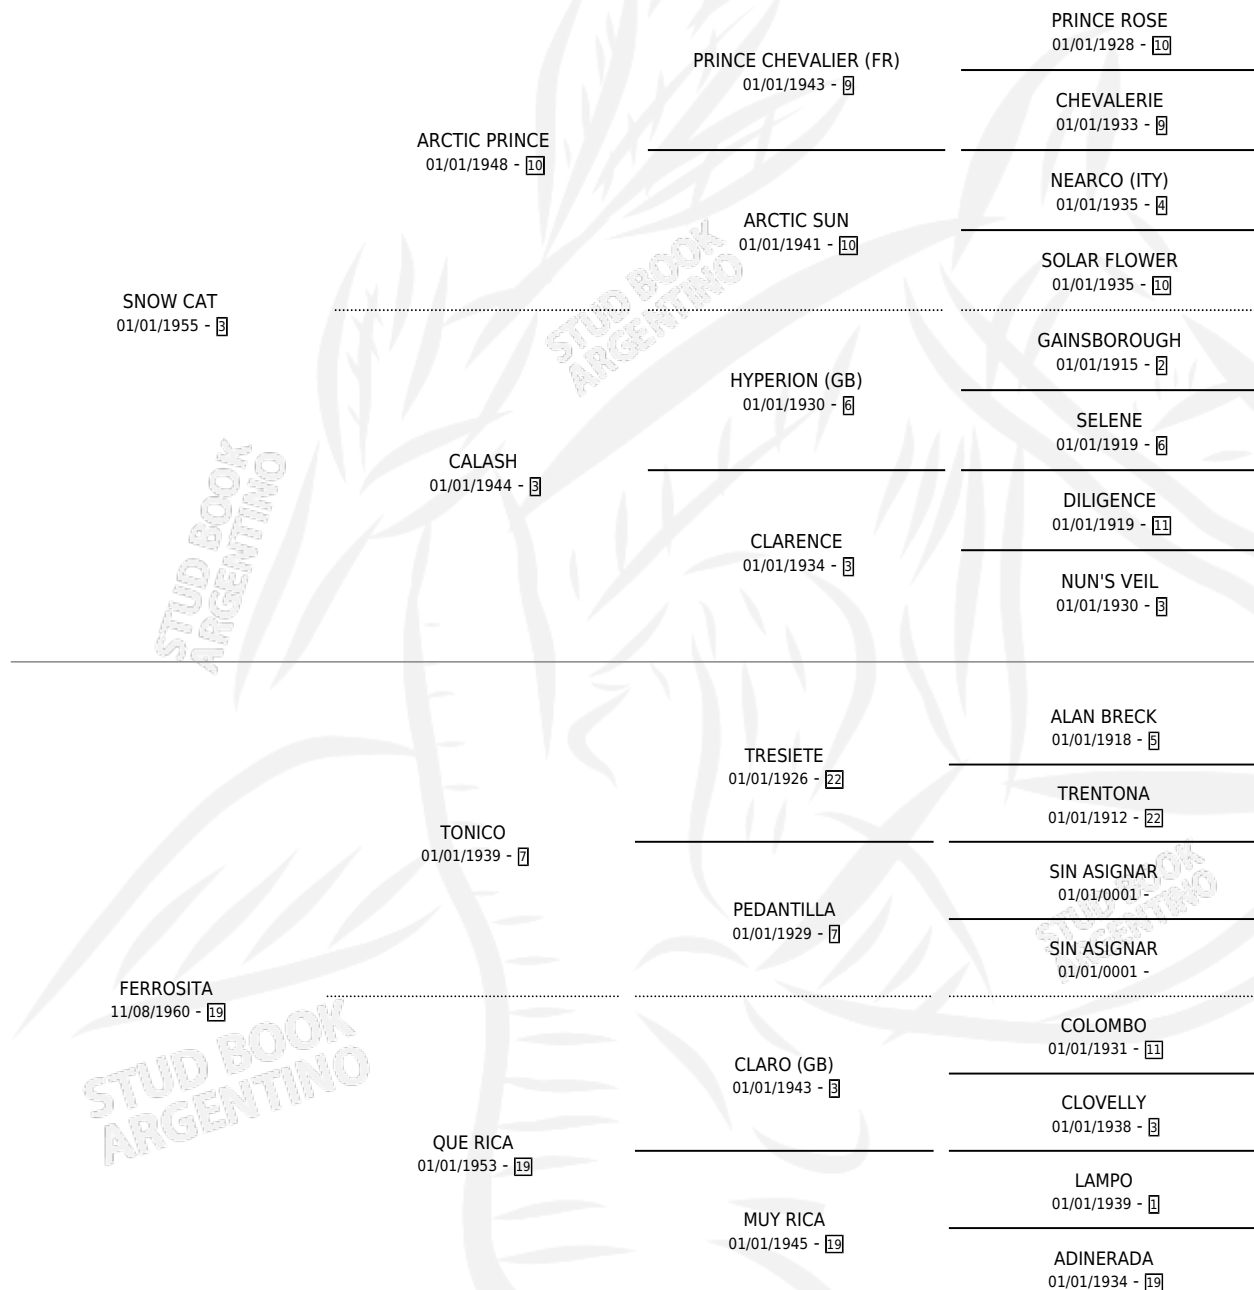 PRINCE ROSE
01/01/1928 - 10
PRINCE CHEVALIER (FR)
01/01/1943 - 9
CHEVALERIE
01/01/1933 - 9
ARCTIC PRINCE
01/01/1948 - 10
NEARCO (ITY)
01/01/1935 - 4
ARCTIC SUN
01/01/1941 - 10
SOLAR FLOWER
01/01/1935 - 10
SNOW CAT
01/01/1955 - 3
STUD BOOK
ARGENTINO
GAINSBOROUGH
01/01/1915 - 2
HYPERION (GB)
01/01/1930 - 6
SELENE
01/01/1919 - 6
CALASH
01/01/1944 - 3
DILIGENCE
01/01/1919 - 11
CLARENCE
01/01/1934 - 3
NUN'S VEIL
01/01/1930 - 3
STUD BOOK
ARGENTINO
ALAN BRECK
01/01/1918 - 5
TRESIETE
01/01/1926 - 22
TRENTONA
01/01/1912 - 22
TONICO
01/01/1939 - 7
SIN ASIGNAR
01/01/0001 -
PEDANTILLA
01/01/1929 - 7
SIN ASIGNAR
01/01/0001 -
STUD BOOK
ARGENTINO
FERROSITA
11/08/1960 - 19
COLOMBO
01/01/1931 - 11
CLARO (GB)
01/01/1943 - 3
CLOVELLY
01/01/1938 - 3
STUD BOOK
ARGENTINO
QUE RICA
01/01/1953 - 19
LAMPO
01/01/1939 - 1
MUY RICA
01/01/1945 - 19
ADINERADA
01/01/1934 - 19